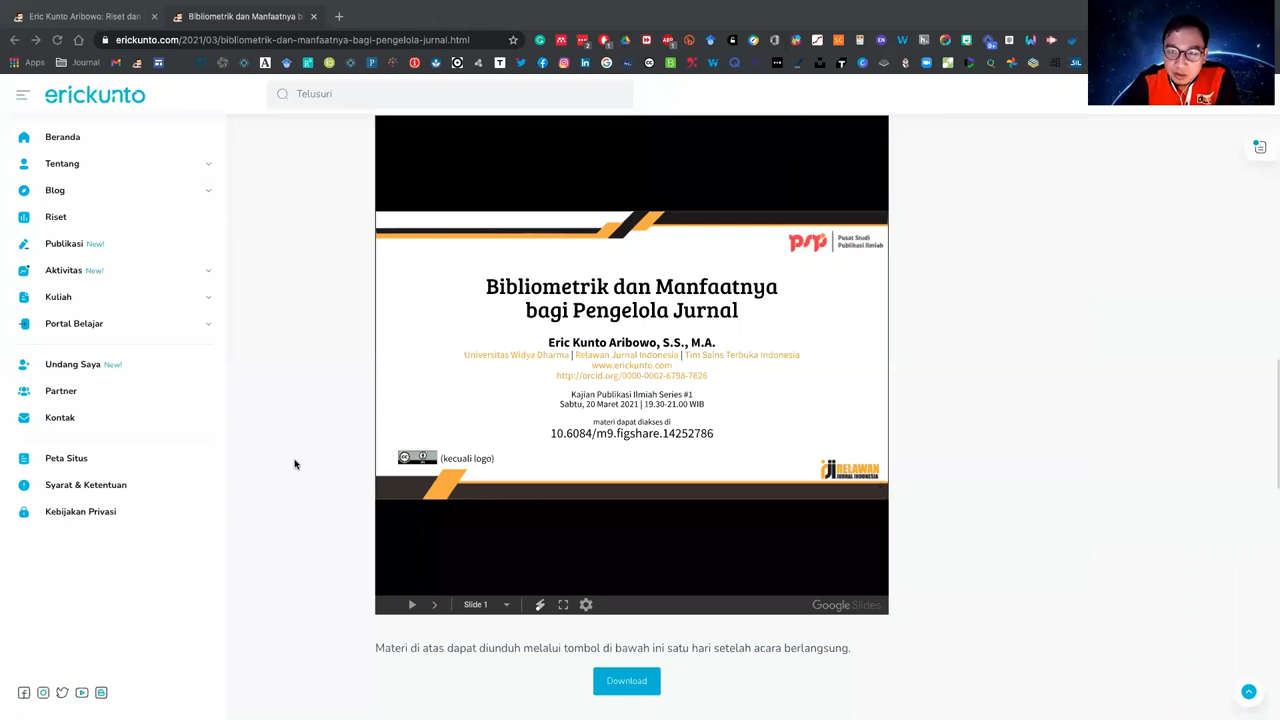 Eric Kunto Aribowo: Riset dan
Bibliometrik dan Manfaatnya b
erickunto.com/2021/03/bibliometrik-dan-manfaatnya-bagi-pengelola-jurnal.html
Apps
Journal
erickunto
Telusuri
Beranda
Tentang
Blog
Riset
Publikasi New!
Aktivitas New!
Kuliah
Portal Belajar
Undang Saya New!
Partner
Kontak
Peta Situs
Syarat & Ketentuan
Kebijakan Privasi
psp | Pusat Studi
Publikasi Ilmiah
Bibliometrik dan Manfaatnya
bagi Pengelola Jurnal
Eric Kunto Aribowo, S.S., M.A.
Universitas Widya Dharma | Relawan Jurnal Indonesia | Tim Sains Terbuka Indonesia
www.erickunto.com
http://orcid.org/0000-0002-6798-7626
Kajian Publikasi Ilmiah Series #1
Sabtu, 20 Maret 2021 | 19.30-21.00 WIB
materi dapat diakses di
10.6084/m9.figshare.14252786
(kecuali logo)
RELAWAN
JURNAL INDONESIA
Slide 1
Google Slides
Materi di atas dapat diunduh melalui tombol di bawah ini satu hari setelah acara berlangsung.
Download